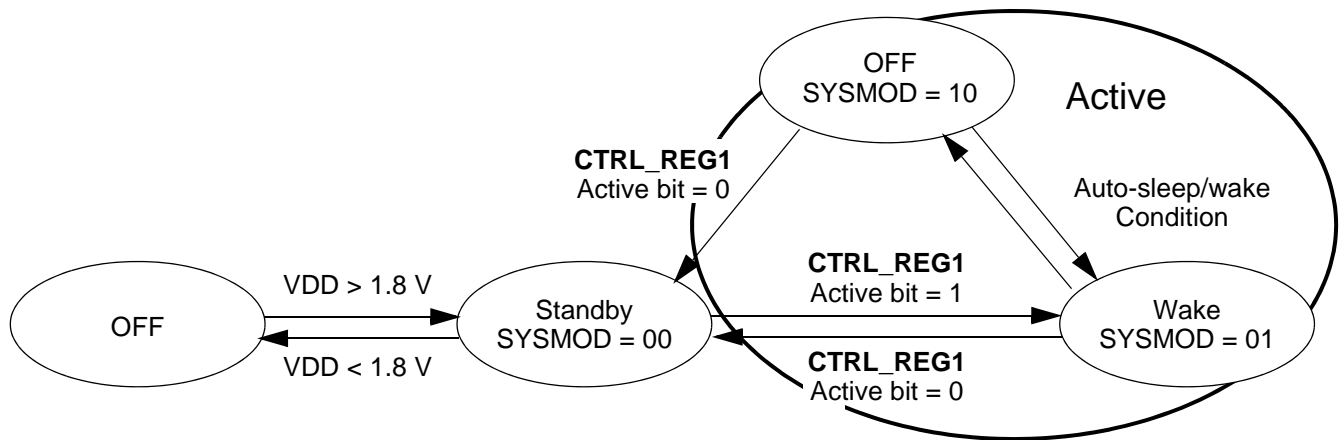 OFF
SYSMOD = 10
Active
CTRL_REG1
Active bit = 0
Auto-sleep/wake
Condition
VDD > 1.8 V
CTRL_REG1
Active bit = 1
OFF
Standby
SYSMOD = 00
Wake
SYSMOD = 01
VDD < 1.8 V
CTRL_REG1
Active bit = 0